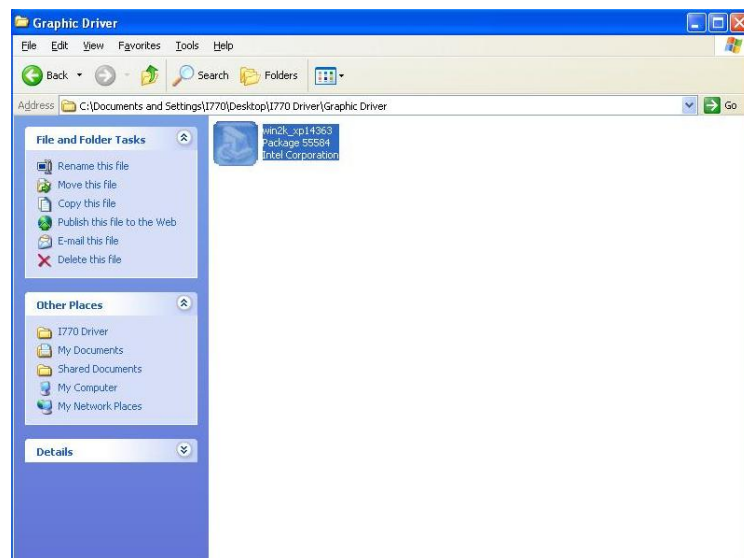 Graphic Driver
File Edit View Favorites Tools Help
Back Search Folders
Address C:\Documents and Settings\I770\Desktop\I770 Driver\Graphic Driver Go
File and Folder Tasks
Rename this file
Move this file
Copy this file
Publish this file to the Web
E-mail this file
Delete this file
Other Places
I770 Driver
My Documents
Shared Documents
My Computer
My Network Places
Details
win2k_xp14363
Package 55584
Intel Corporation